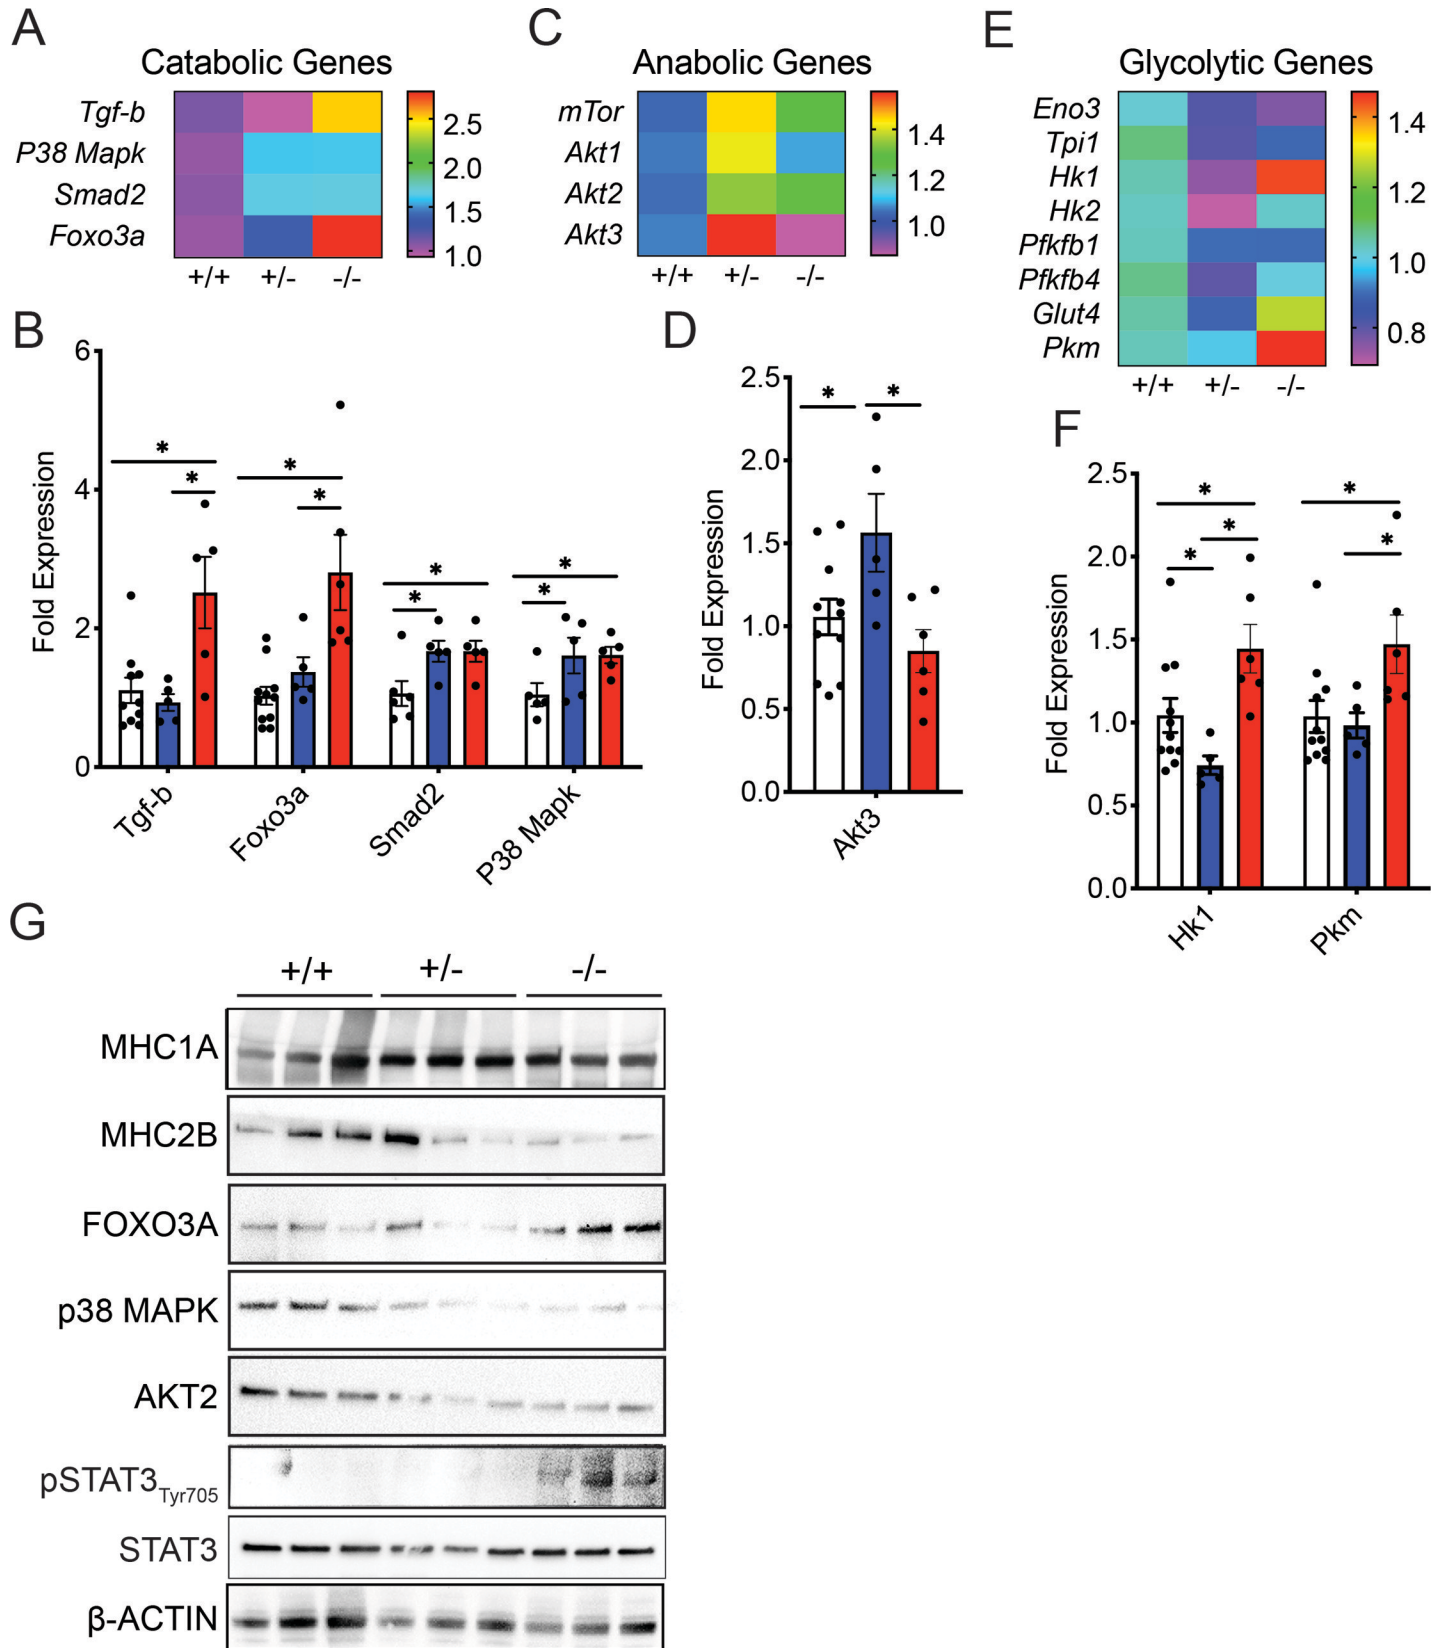 A
Catabolic Genes
Tgf-b
P38 Mapk
Smad2
Foxo3a
+/+ +/- -/-
2.5
2.0
1.5
1.0
C
Anabolic Genes
mTor
Akt1
Akt2
Akt3
+/+ +/- -/-
1.4
1.2
1.0
E
Glycolytic Genes
Eno3
Tpi1
Hk1
Hk2
Pfkfb1
Pfkfb4
Glut4
Pkm
+/+ +/- -/-
1.4
1.2
1.0
0.8
B
Fold Expression
6
4
2
0
* * * * * * * *
Tgf-b
Foxo3a
Smad2
P38 Mapk
D
Fold Expression
2.5
2.0
1.5
1.0
0.5
0.0
* *
Akt3
F
Fold Expression
2.5
2.0
1.5
1.0
0.5
0.0
* * * * *
Hk1
Pkm
G
+/+ +/- -/-
MHC1A
MHC2B
FOXO3A
p38 MAPK
AKT2
pSTAT3Tyr705
STAT3
β-ACTIN